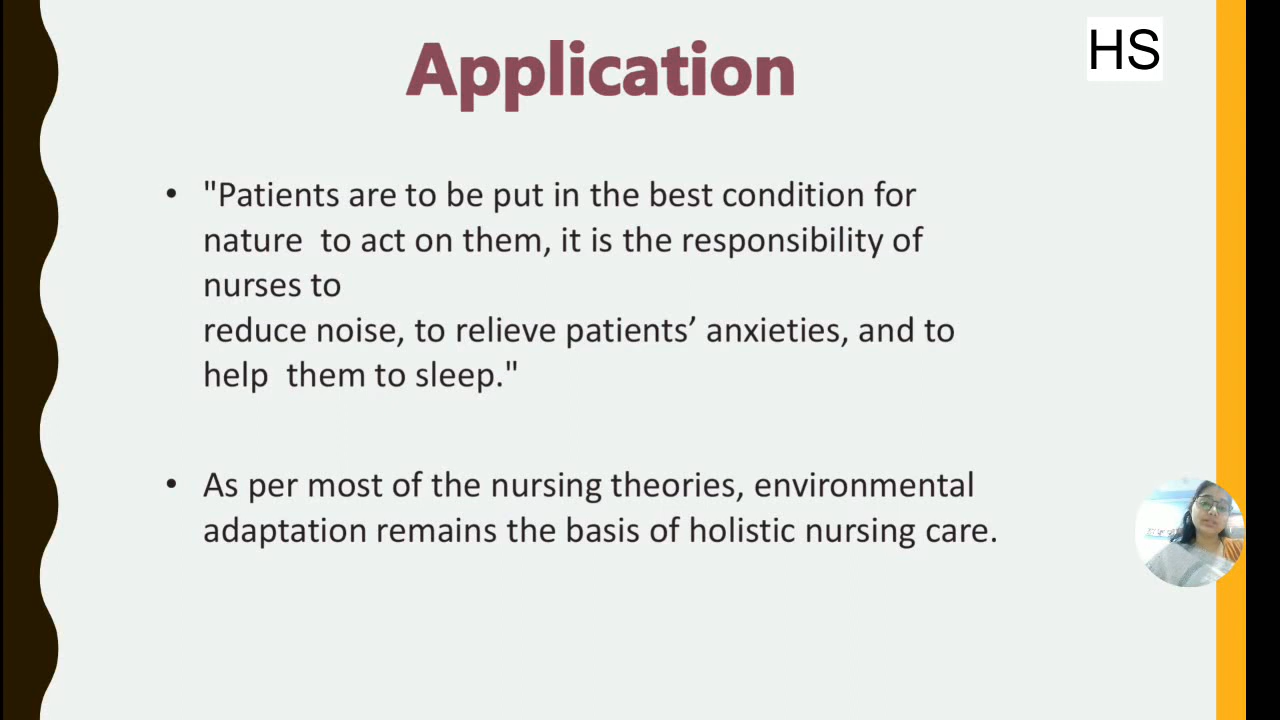 Application
HS
• "Patients are to be put in the best condition for
nature  to act on them, it is the responsibility of
nurses to
reduce noise, to relieve patients’ anxieties, and to
help  them to sleep."
• As per most of the nursing theories, environmental
adaptation remains the basis of holistic nursing care.